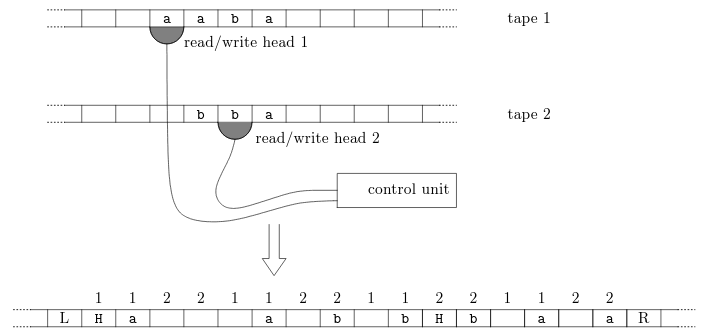 a a b a tape 1
read/write head 1
b b a tape 2
read/write head 2
control unit
1 1 2 2 1 1 2 2 1 1 2 2 1 1 2 2
L H a a b b H b a a R